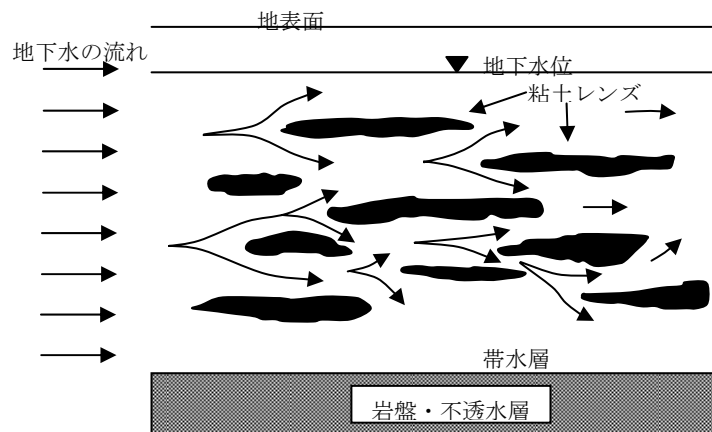 地表面
地下水の流れ
地下水位
粘土レンズ
帯水層
岩盤・不透水層